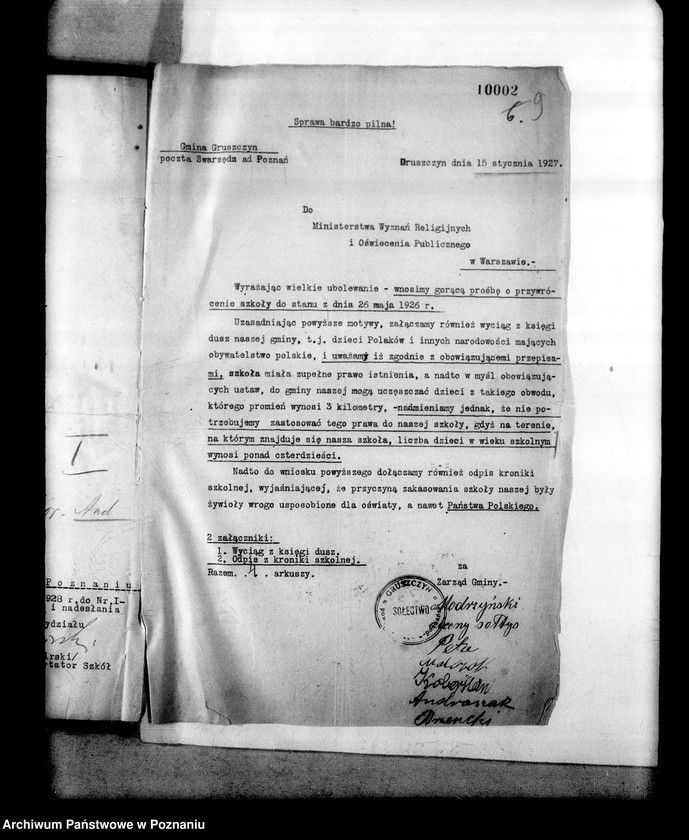 10002
6. 9
Sprawa bardzo pilna!
Gmina Gruszczyn
poczta Swarzędz ad Poznań
Gruszczyn dnia 15 stycznia 1927.
Do
Ministerstwa Wyznań Religijnych
i Oświecenia Publicznego
w Warszawie.-
Wyrażając wielkie ubolewanie - wnosimy gorącą prośbę o przywró-
cenie szkoły do stanu z dnia 26 maja 1926 r.
Uzasadniając powyższe motywy, załączamy również wyciąg z księgi
dusz naszej gminy, t.j. dzieci Polaków i innych narodowości mających
obywatelstwo polskie, i uważamy iż zgodnie z obowiązującemi przepisa-
mi, szkoła miała zupełne prawo istnienia, a nadto w myśl obowiązują-
cych ustaw, do gminy naszej mogą uczęszczać dzieci z takiego obwodu,
którego promień wynosi 3 kilometry, -nadmieniamy jednak, że nie po-
trzebujemy zastosować tego prawa do naszej szkoły, gdyż na terenie,
na którym znajduje się nasza szkoła, liczba dzieci w wieku szkolnym
wynosi ponad czterdzieści.
Nadto do wniosku powyższego dołączamy również odpis kroniki
szkolnej, wyjaśniającej, że przyczyną zakasowania szkoły naszej były
żywioły wrogo usposobione dla oświaty, a nawet Państwa Polskiego.
2 załączniki:
1. Wyciąg z księgi dusz.
2. Odpis z kroniki szkolnej.
Razem. 4 . arkuszy.
za
Zarząd Gminy.-
GRUSZCZYN
SOŁECTWO
Modrzyński
sołtys
Andraszak
I
And
Poznaniu
928 r.do Nr.I-
i nadesłania
ydziału
irski/
tator Szkół
Archiwum Państwowe w Poznaniu